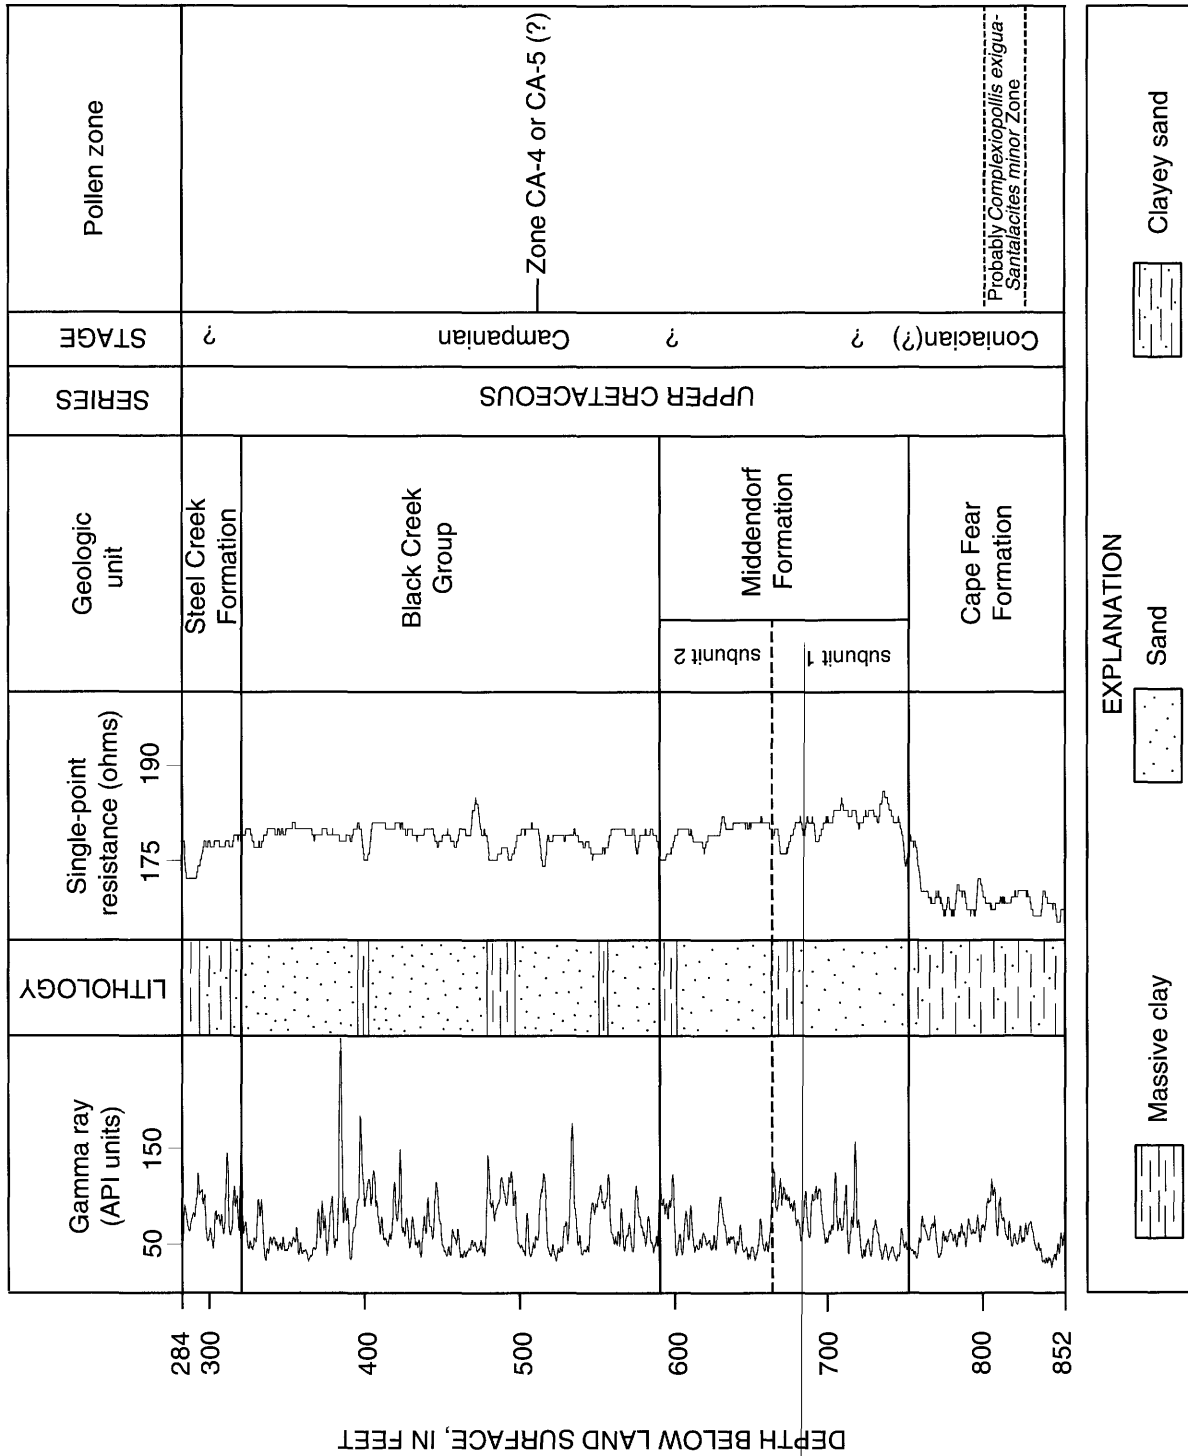 DEPTH BELOW LAND SURFACE, IN FEET
284
300
400
500
600
700
800
852
Gamma ray
(API units)
50
150
LITHOLOGY
Single-point
resistance (ohms)
175
190
Geologic
unit
Steel Creek
Formation
Black Creek
Group
Middendorf
Formation
subunit 2
subunit 1
Cape Fear
Formation
SERIES
UPPER CRETACEOUS
STAGE
?
Campanian
?
?
Coniacian(?)
Pollen zone
Zone CA-4 or CA-5 (?)
Probably Complexiopollis exigua-
Santalacites minor Zone
EXPLANATION
Massive clay
Sand
Clayey sand